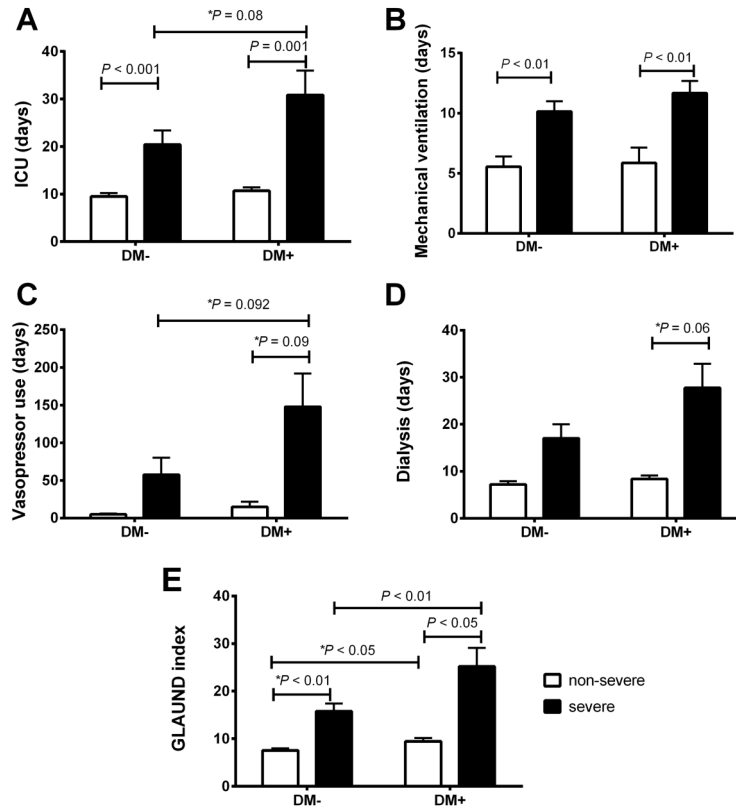 A
*P = 0.08
P < 0.001
P = 0.001
ICU (days)
40
30
20
10
0
DM-
DM+
B
P < 0.01
P < 0.01
Mechanical ventilation (days)
15
10
5
0
DM-
DM+
C
*P = 0.092
*P = 0.09
Vasopressor use (days)
250
200
150
100
50
0
DM-
DM+
D
*P = 0.06
Dialysis (days)
40
30
20
10
0
DM-
DM+
E
P < 0.01
P < 0.05
*P < 0.05
*P < 0.01
GLAUND index
40
30
20
10
0
DM-
DM+
non-severe
severe